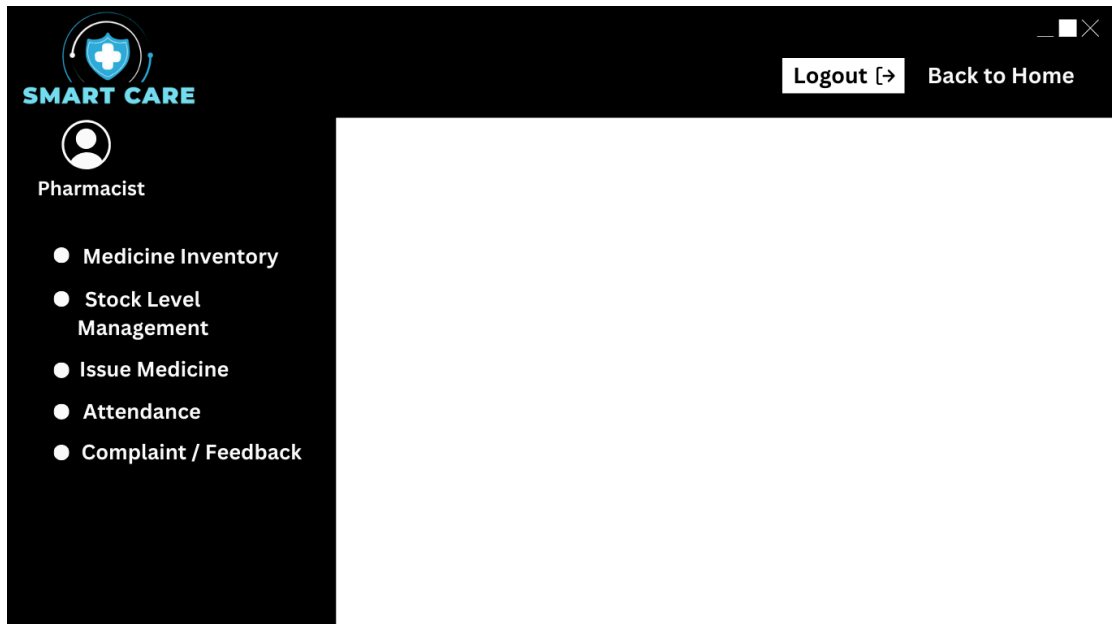 SMART CARE
Logout
Back to Home
Pharmacist
Medicine Inventory
Stock Level
Management
Issue Medicine
Attendance
Complaint / Feedback